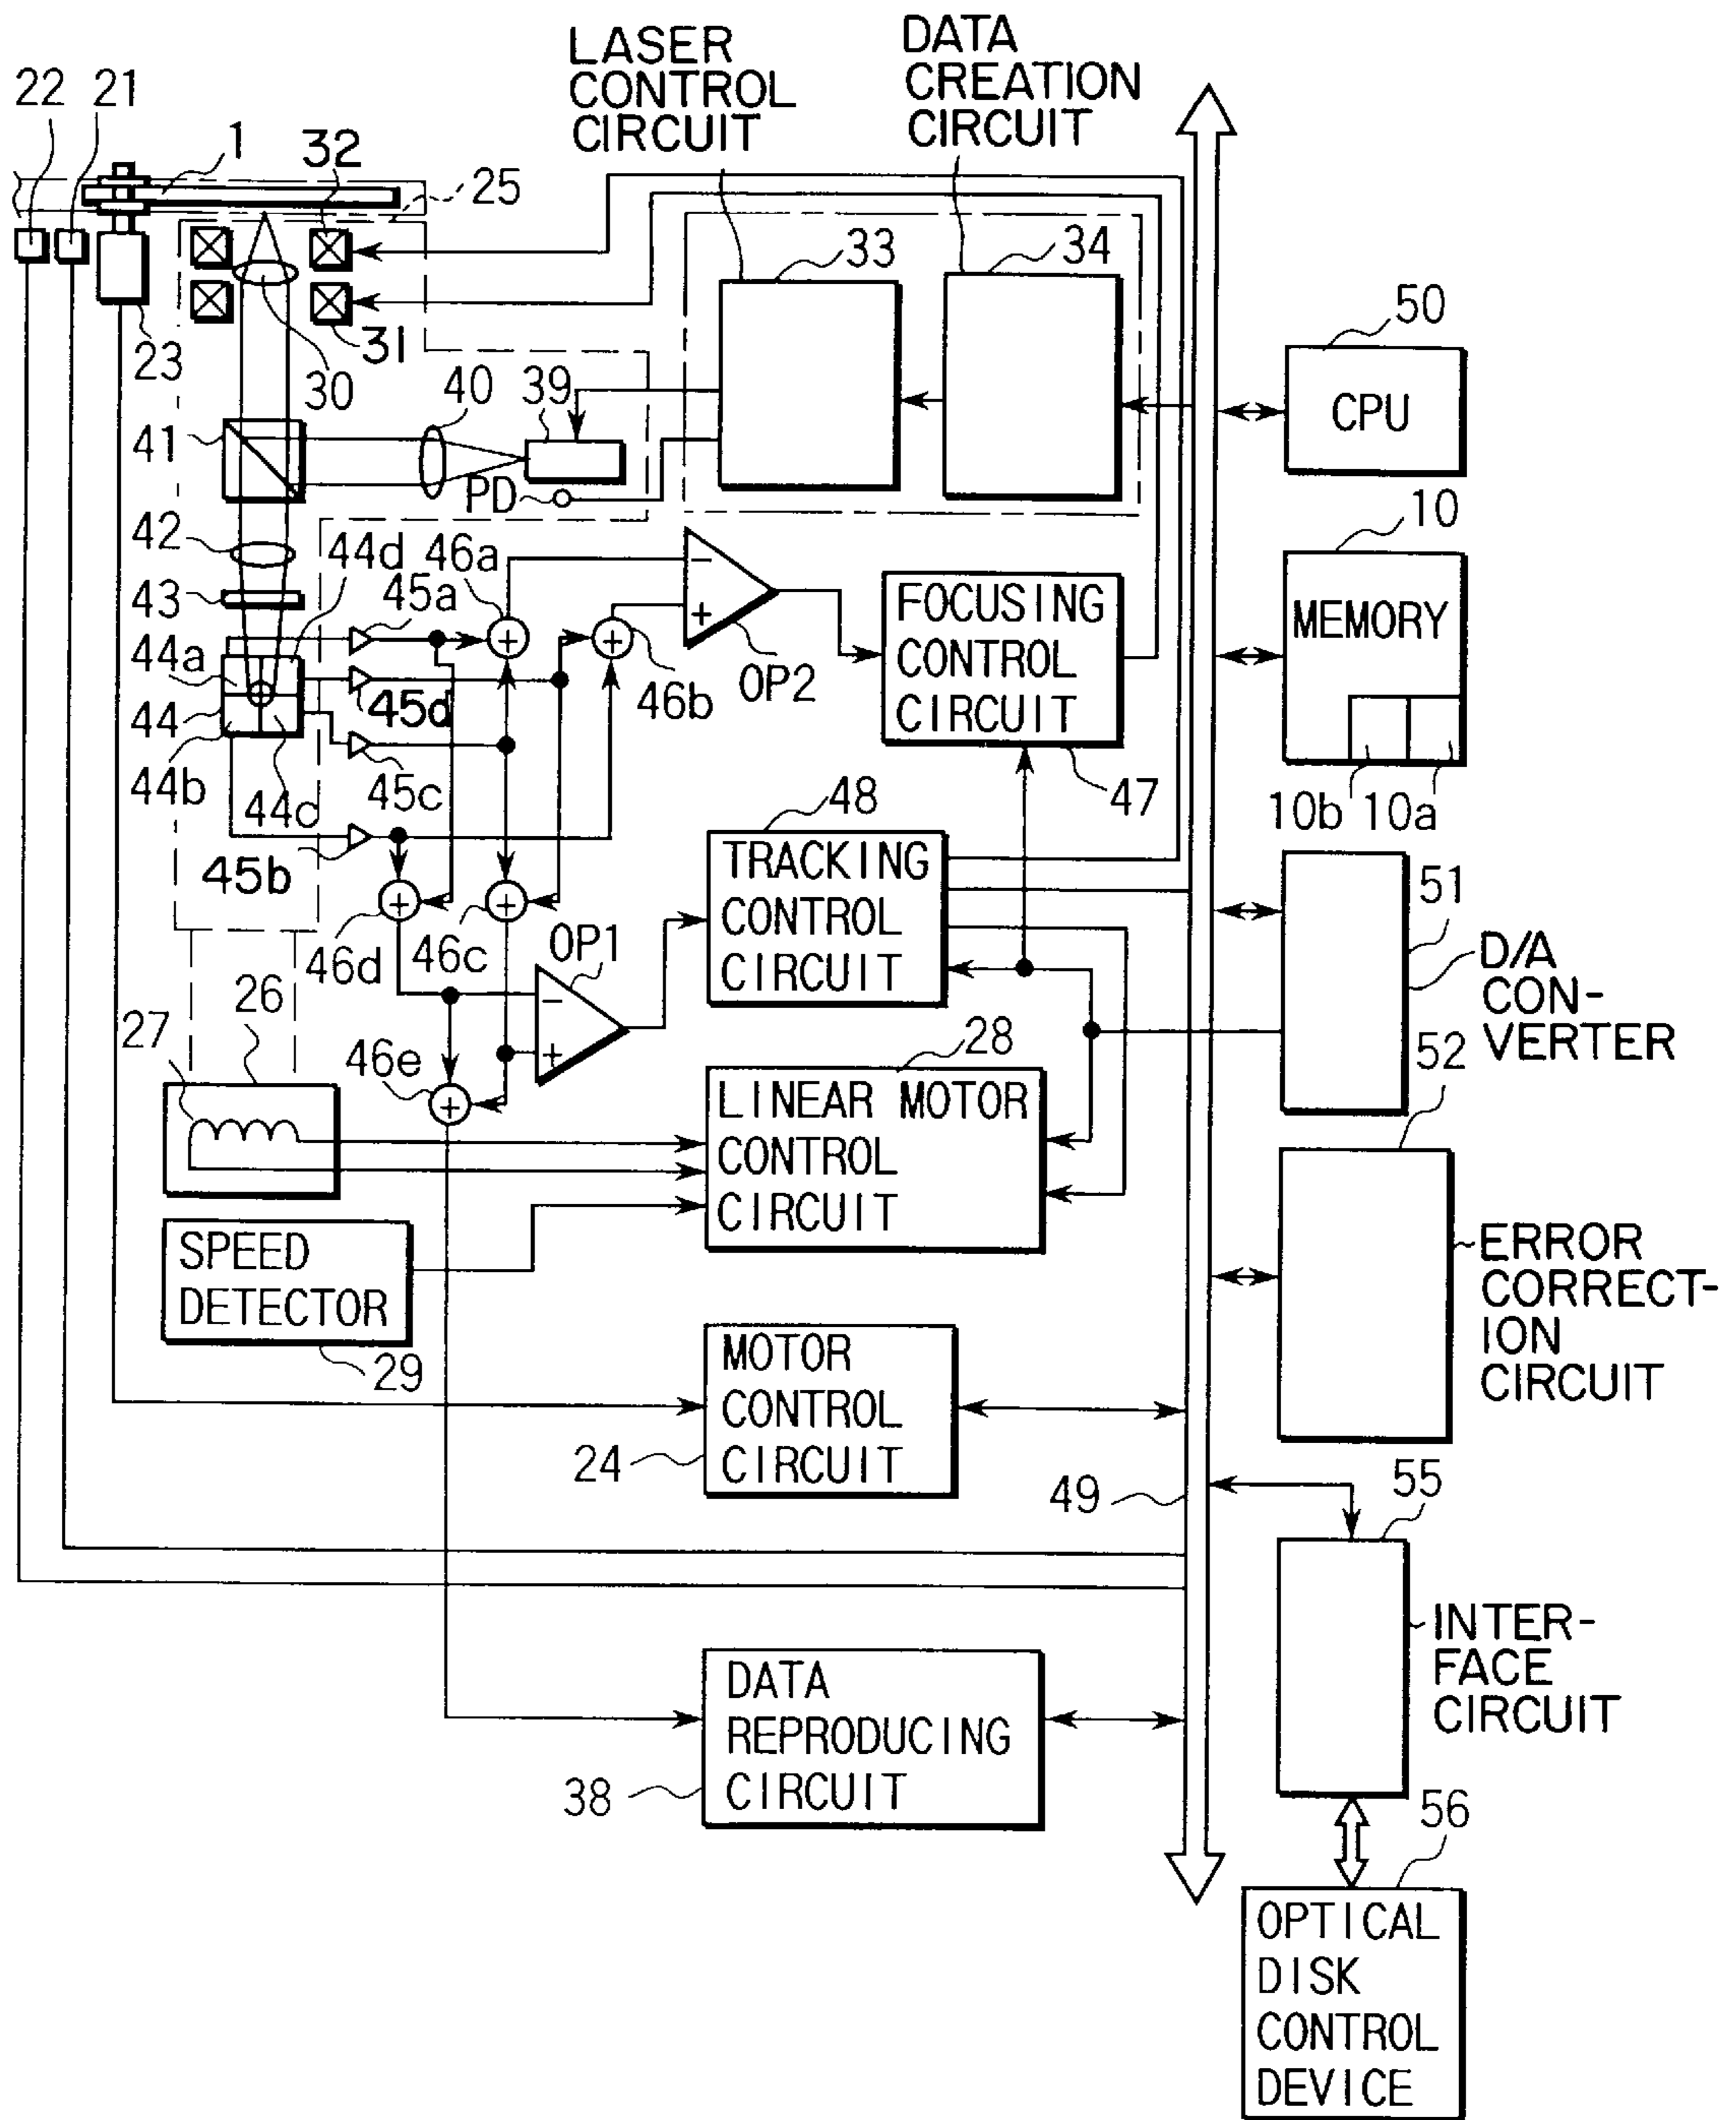 LASER
CONTROL
CIRCUIT
DATA
CREATION
CIRCUIT
22
21
1
32
25
33
34
23
30
31
40
39
41
PD
50
CPU
42
43
44d
46a
45a
44a
44
44b
44c
45d
45c
45b
46b
-
+
OP2
FOCUSING
CONTROL
CIRCUIT
47
10
MEMORY
10b
10a
48
TRACKING
CONTROL
CIRCUIT
51
D/A
CON-
VERTER
+
+
+
+
46d
46c
OP1
-
+
26
27
46e
+
28
LINEAR MOTOR
CONTROL
CIRCUIT
52
ERROR
CORRECT-
ION
CIRCUIT
SPEED
DETECTOR
29
MOTOR
CONTROL
CIRCUIT
24
49
55
INTER-
FACE
CIRCUIT
DATA
REPRODUCING
CIRCUIT
38
56
OPTICAL
DISK
CONTROL
DEVICE